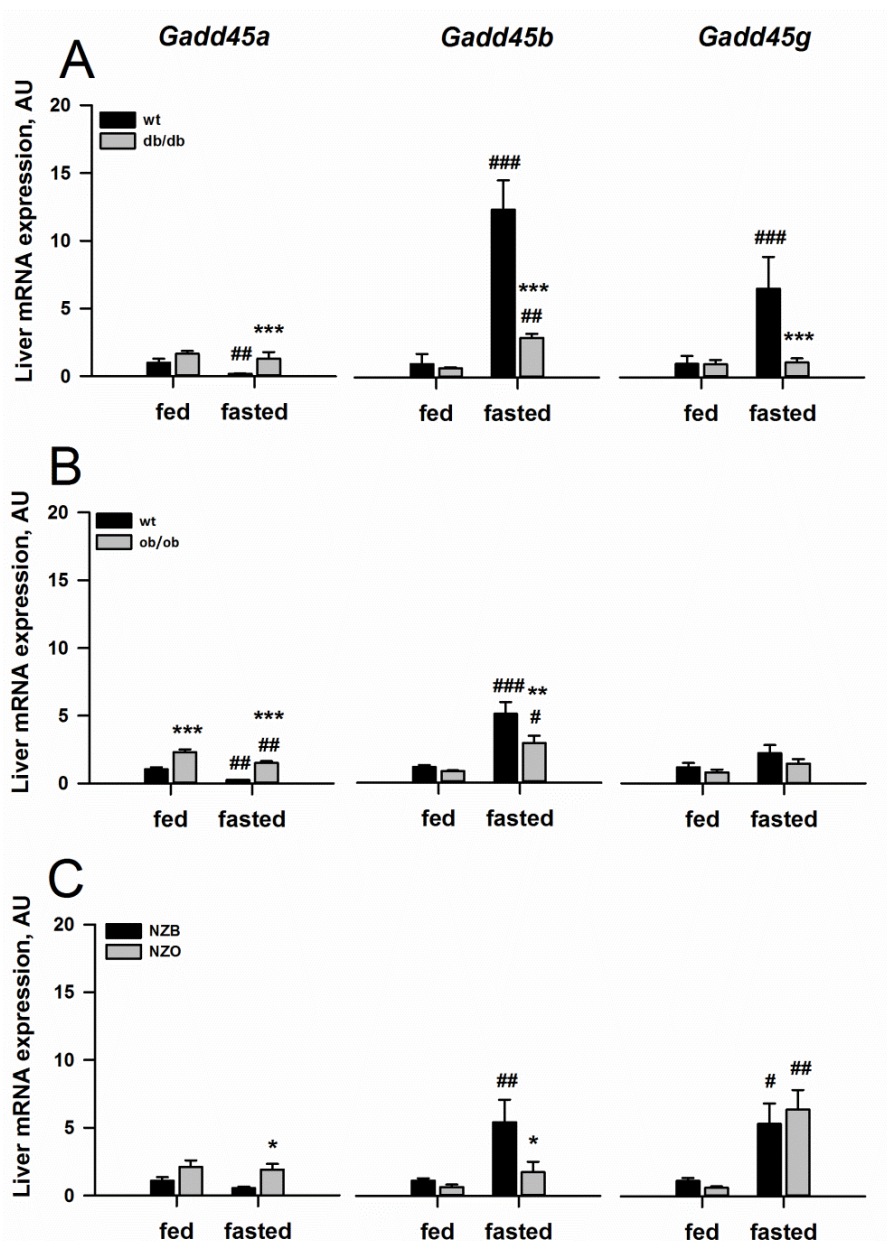 Gadd45a Gadd45b Gadd45g
A
Liver mRNA expression, AU
20
15
10
5
0
wt
db/db
## ***
###
***
##
###
***
fed fasted fed fasted fed fasted
B
Liver mRNA expression, AU
20
15
10
5
0
wt
ob/ob
***
##
***
##
###
**
#
fed fasted fed fasted fed fasted
C
Liver mRNA expression, AU
20
15
10
5
0
NZB
NZO
*
##
*
# ##
fed fasted fed fasted fed fasted